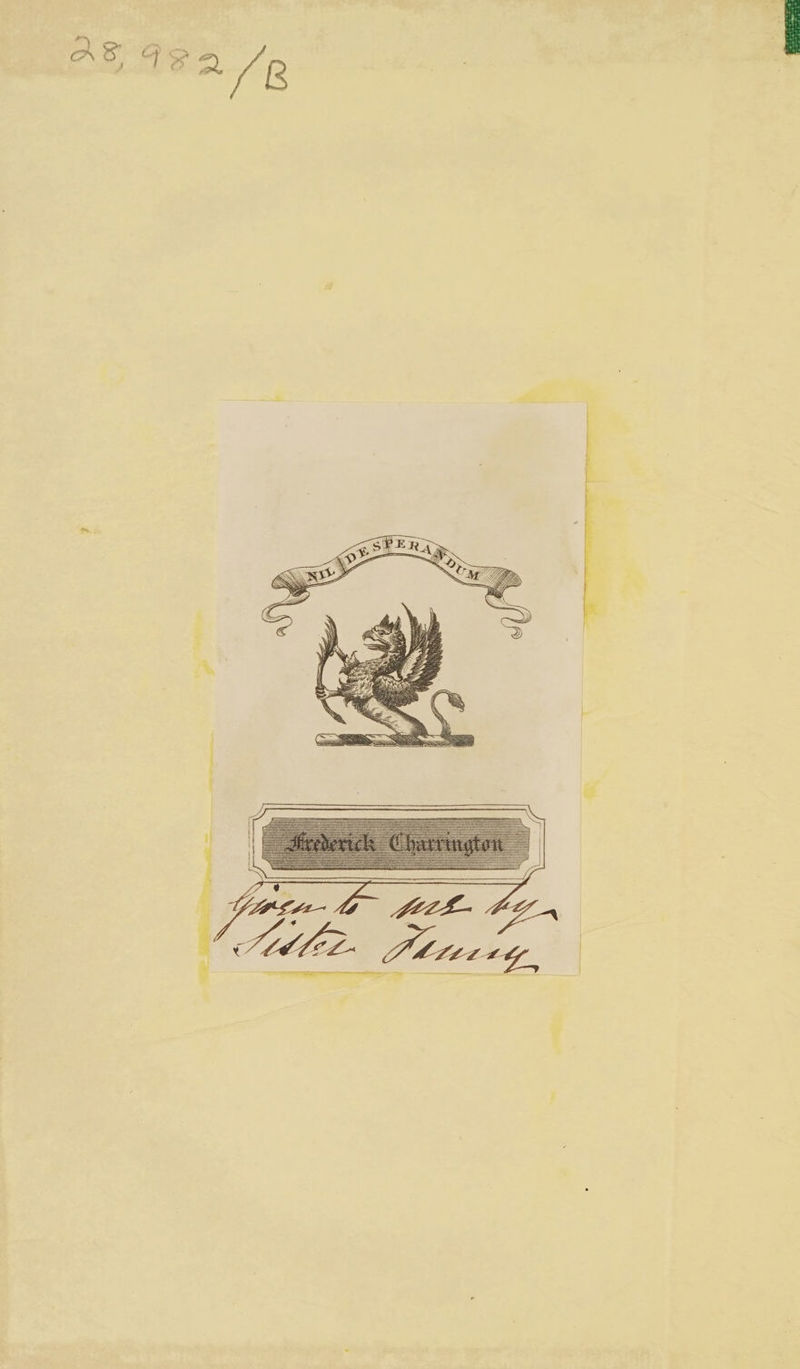 28,982/B
NIL DESPERANDUM
Frederick Charrington
Given to me by
Sister Fanny